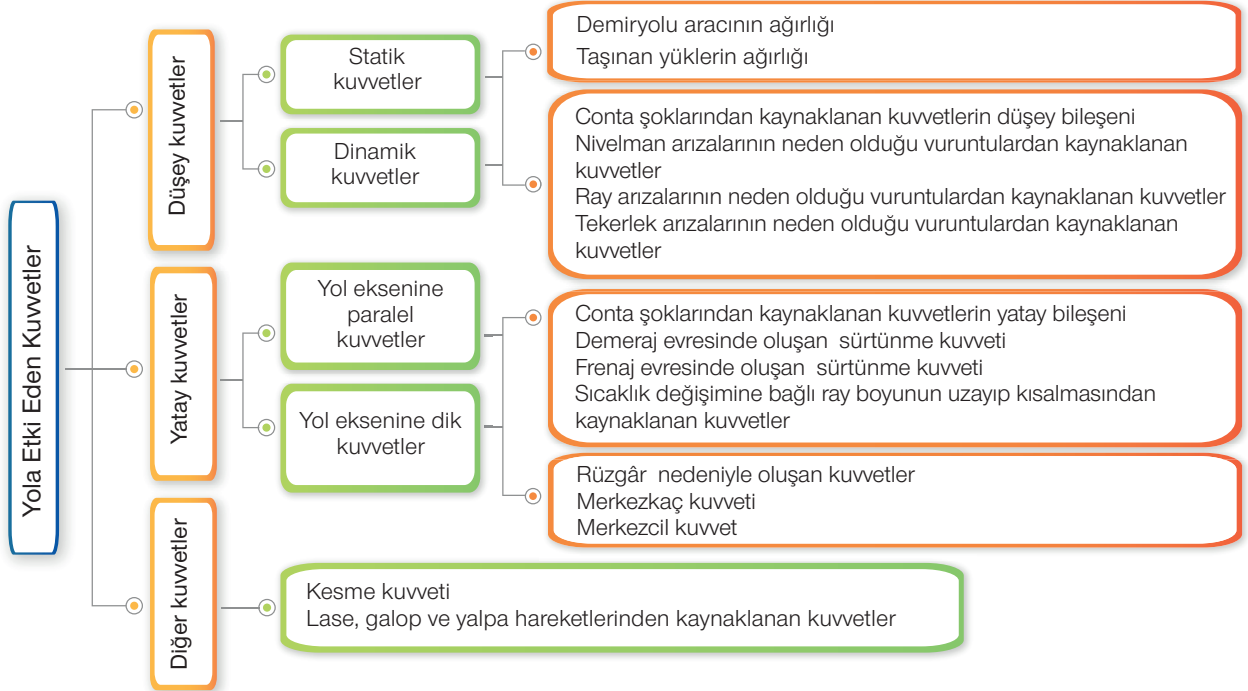 Yola Etki Eden Kuvvetler
Düşey kuvvetler
Statik
kuvvetler
Demiryolu aracının ağırlığı
Taşınan yüklerin ağırlığı
Dinamik
kuvvetler
Conta şoklarından kaynaklanan kuvvetlerin düşey bileşeni
Nivelman arızalarının neden olduğu vuruntulardan kaynaklanan
kuvvetler
Ray arızalarının neden olduğu vuruntulardan kaynaklanan kuvvetler
Tekerlek arızalarının neden olduğu vuruntulardan kaynaklanan
kuvvetler
Yatay kuvvetler
Yol eksenine
paralel
kuvvetler
Conta şoklarından kaynaklanan kuvvetlerin yatay bileşeni
Demeraj evresinde oluşan sürtünme kuvveti
Frenaj evresinde oluşan sürtünme kuvveti
Sıcaklık değişimine bağlı ray boyunun uzayıp kısalmasından
kaynaklanan kuvvetler
Yol eksenine dik
kuvvetler
Rüzgâr nedeniyle oluşan kuvvetler
Merkezkaç kuvveti
Merkezcil kuvvet
Diğer kuvvetler
Kesme kuvveti
Lase, galop ve yalpa hareketlerinden kaynaklanan kuvvetler